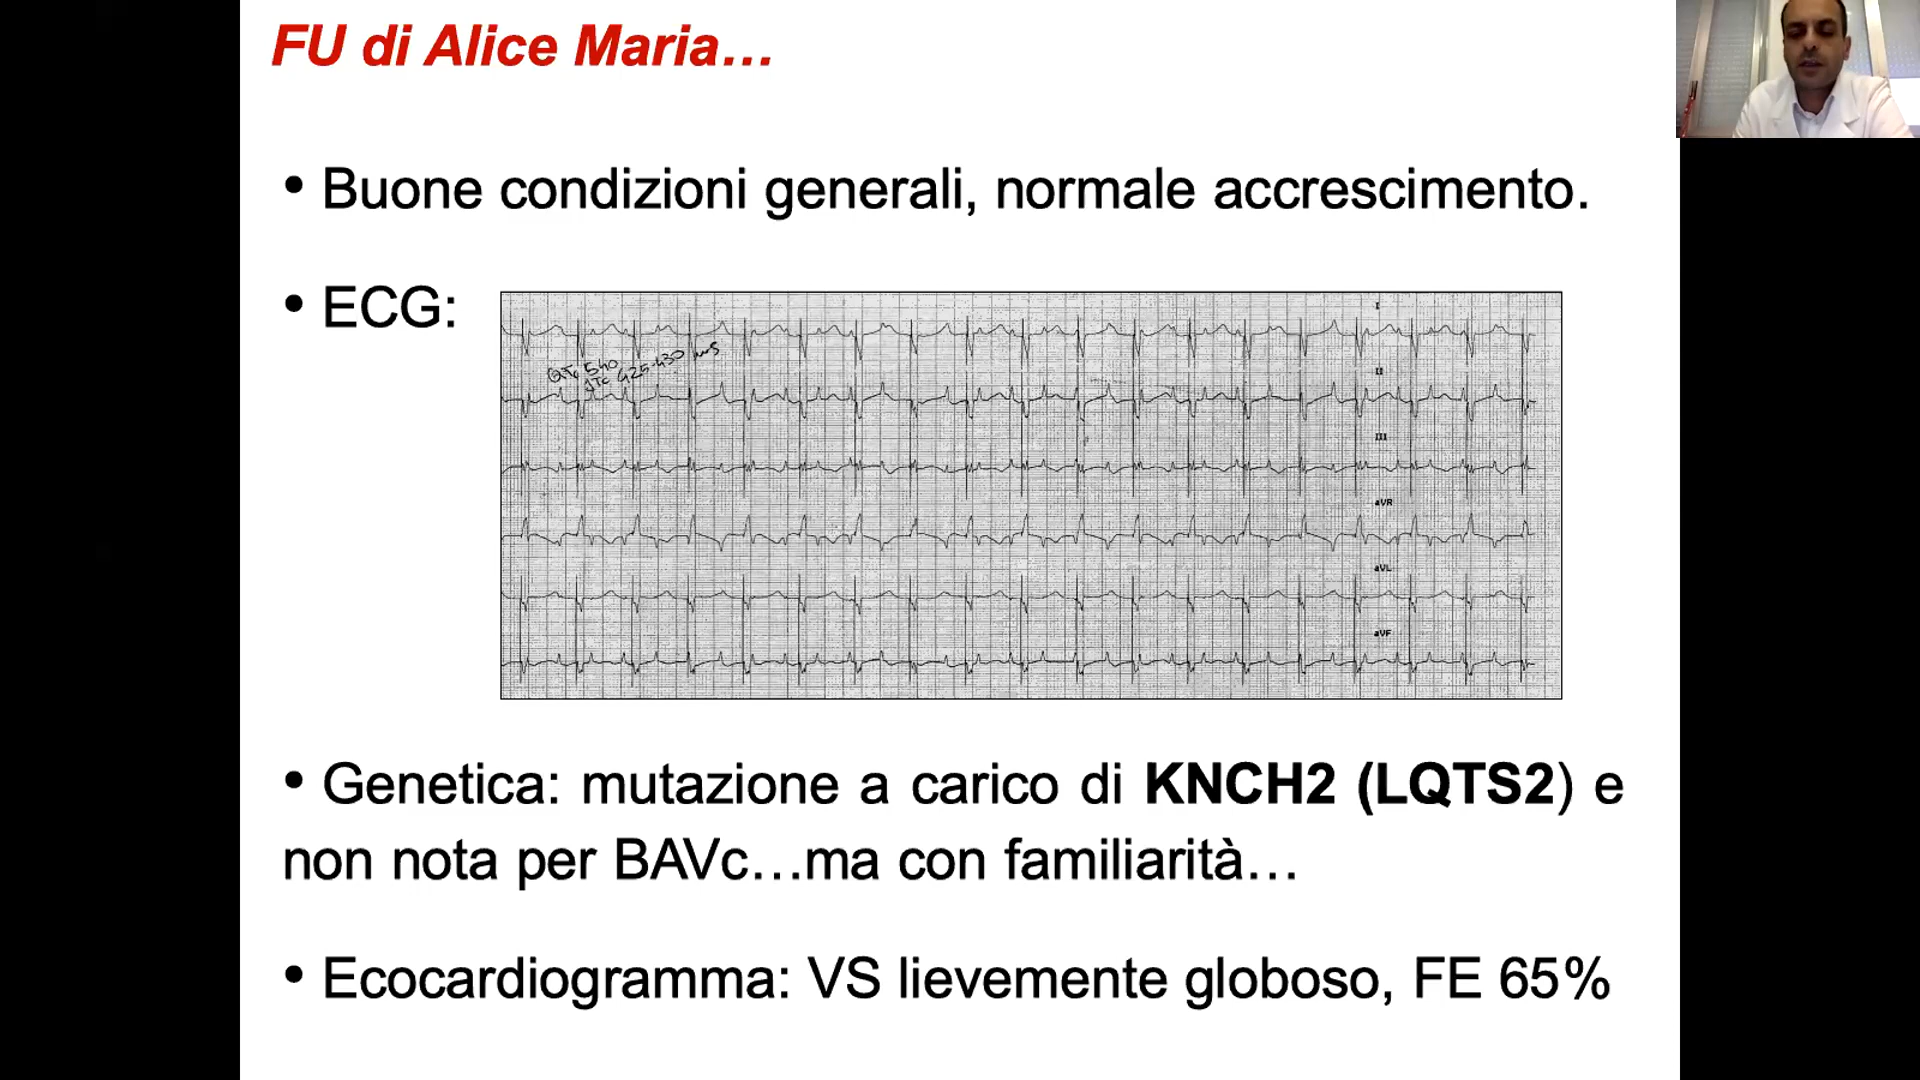 FU di Alice Maria…
• Buone condizioni generali, normale accrescimento.
• ECG:
I
QTc 540
JTc 425-430 ms
II
III
aVR
aVL
aVF
• Genetica: mutazione a carico di KNCH2 (LQTS2) e
non nota per BAVc…ma con familiarità…
• Ecocardiogramma: VS lievemente globoso, FE 65%